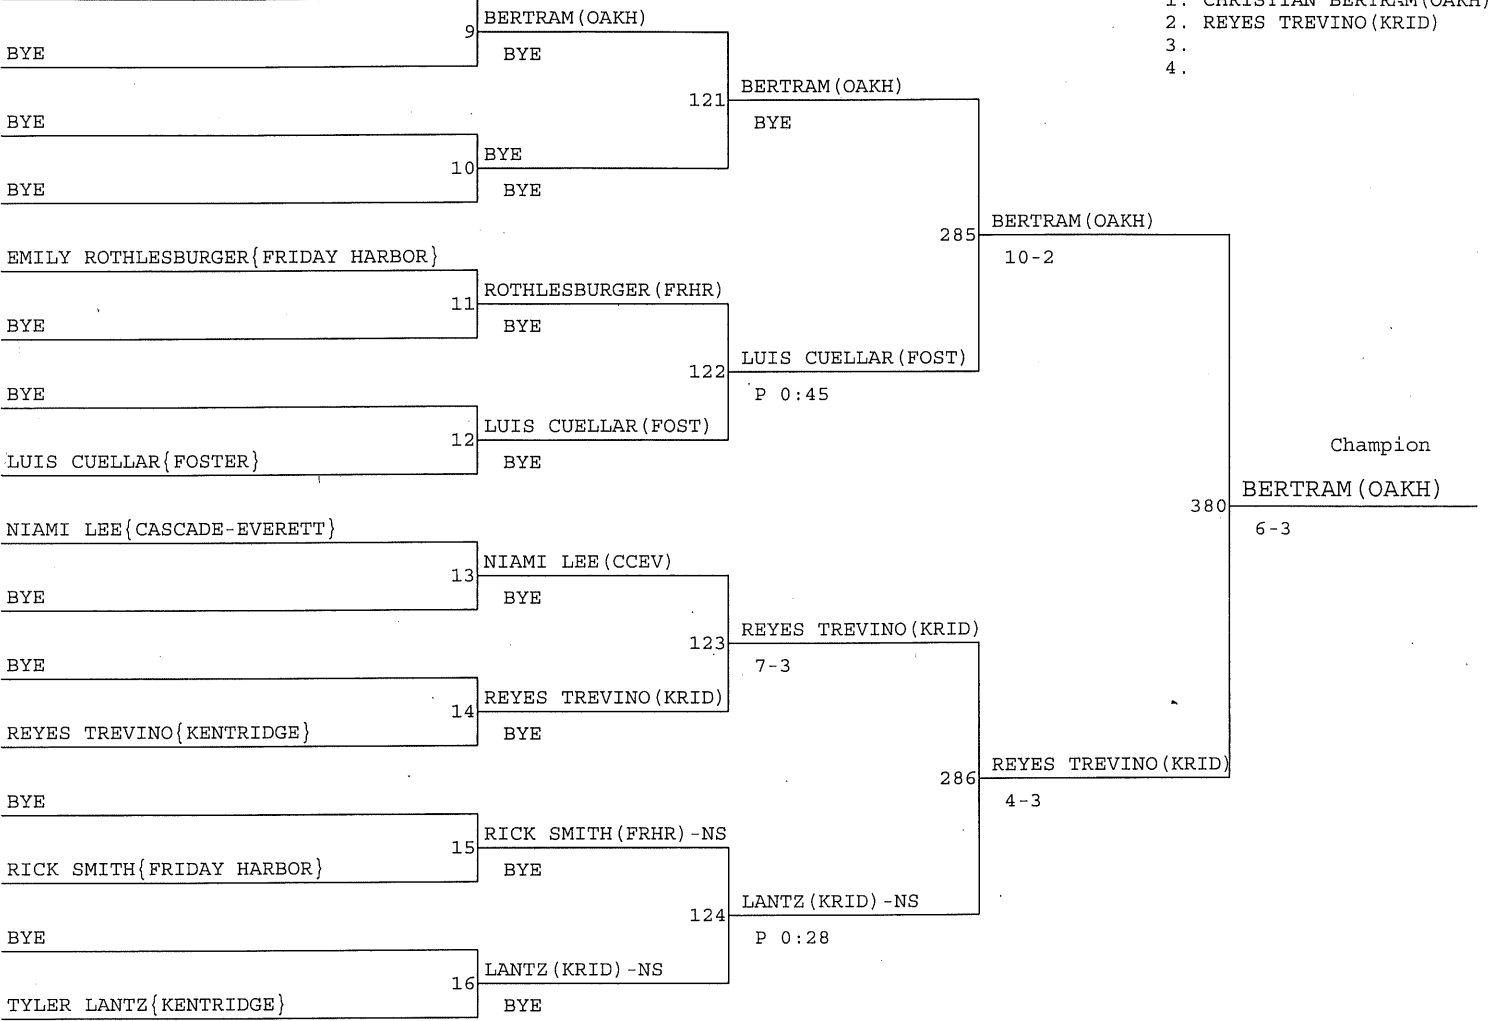 1. CHRISTIAN BERTRAM(OAKH)
BERTRAM(OAKH)
2. REYES TREVINO(KRID)
9
BYE
BYE
3.
4.
BERTRAM(OAKH)
121
BYE
BYE
BYE
10
BYE
BYE
BERTRAM(OAKH)
285
10-2
EMILY ROTHLESBURGER{FRIDAY HARBOR}
ROTHLESBURGER(FRHR)
11
BYE
BYE
LUIS CUELLAR(FOST)
122
P 0:45
BYE
LUIS CUELLAR(FOST)
12
LUIS CUELLAR{FOSTER}
BYE
Champion
BERTRAM(OAKH)
380
6-3
NIAMI LEE{CASCADE-EVERETT}
NIAMI LEE(CCEV)
13
BYE
BYE
REYES TREVINO(KRID)
123
7-3
BYE
REYES TREVINO(KRID)
14
REYES TREVINO{KENTRIDGE}
BYE
REYES TREVINO(KRID)
286
4-3
BYE
RICK SMITH(FRHR)-NS
15
RICK SMITH{FRIDAY HARBOR}
BYE
LANTZ(KRID)-NS
124
P 0:28
BYE
LANTZ(KRID)-NS
16
TYLER LANTZ{KENTRIDGE}
BYE